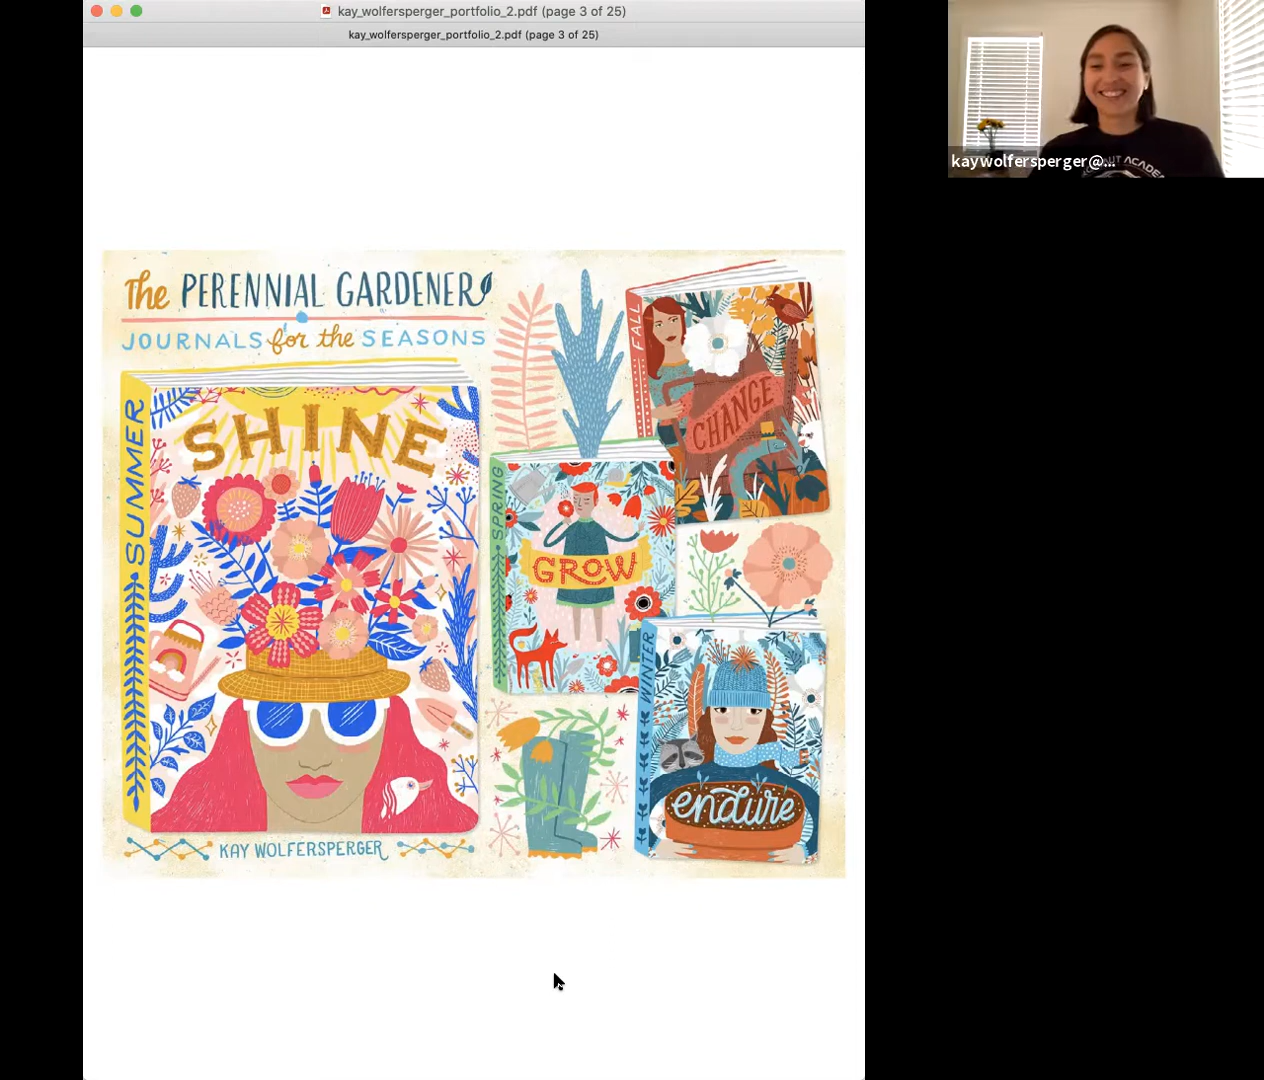 kay_wolfersperger_portfolio_2.pdf (page 3 of 25)
kay_wolfersperger_portfolio_2.pdf (page 3 of 25)
kaywolfersperger@...
ACADE
The PERENNIAL GARDENER
JOURNALS for the SEASONS
SUMMER
SHINE
FALL
CHANGE
SPRING
GROW
WINTER
endure
KAY WOLFERSPERGER